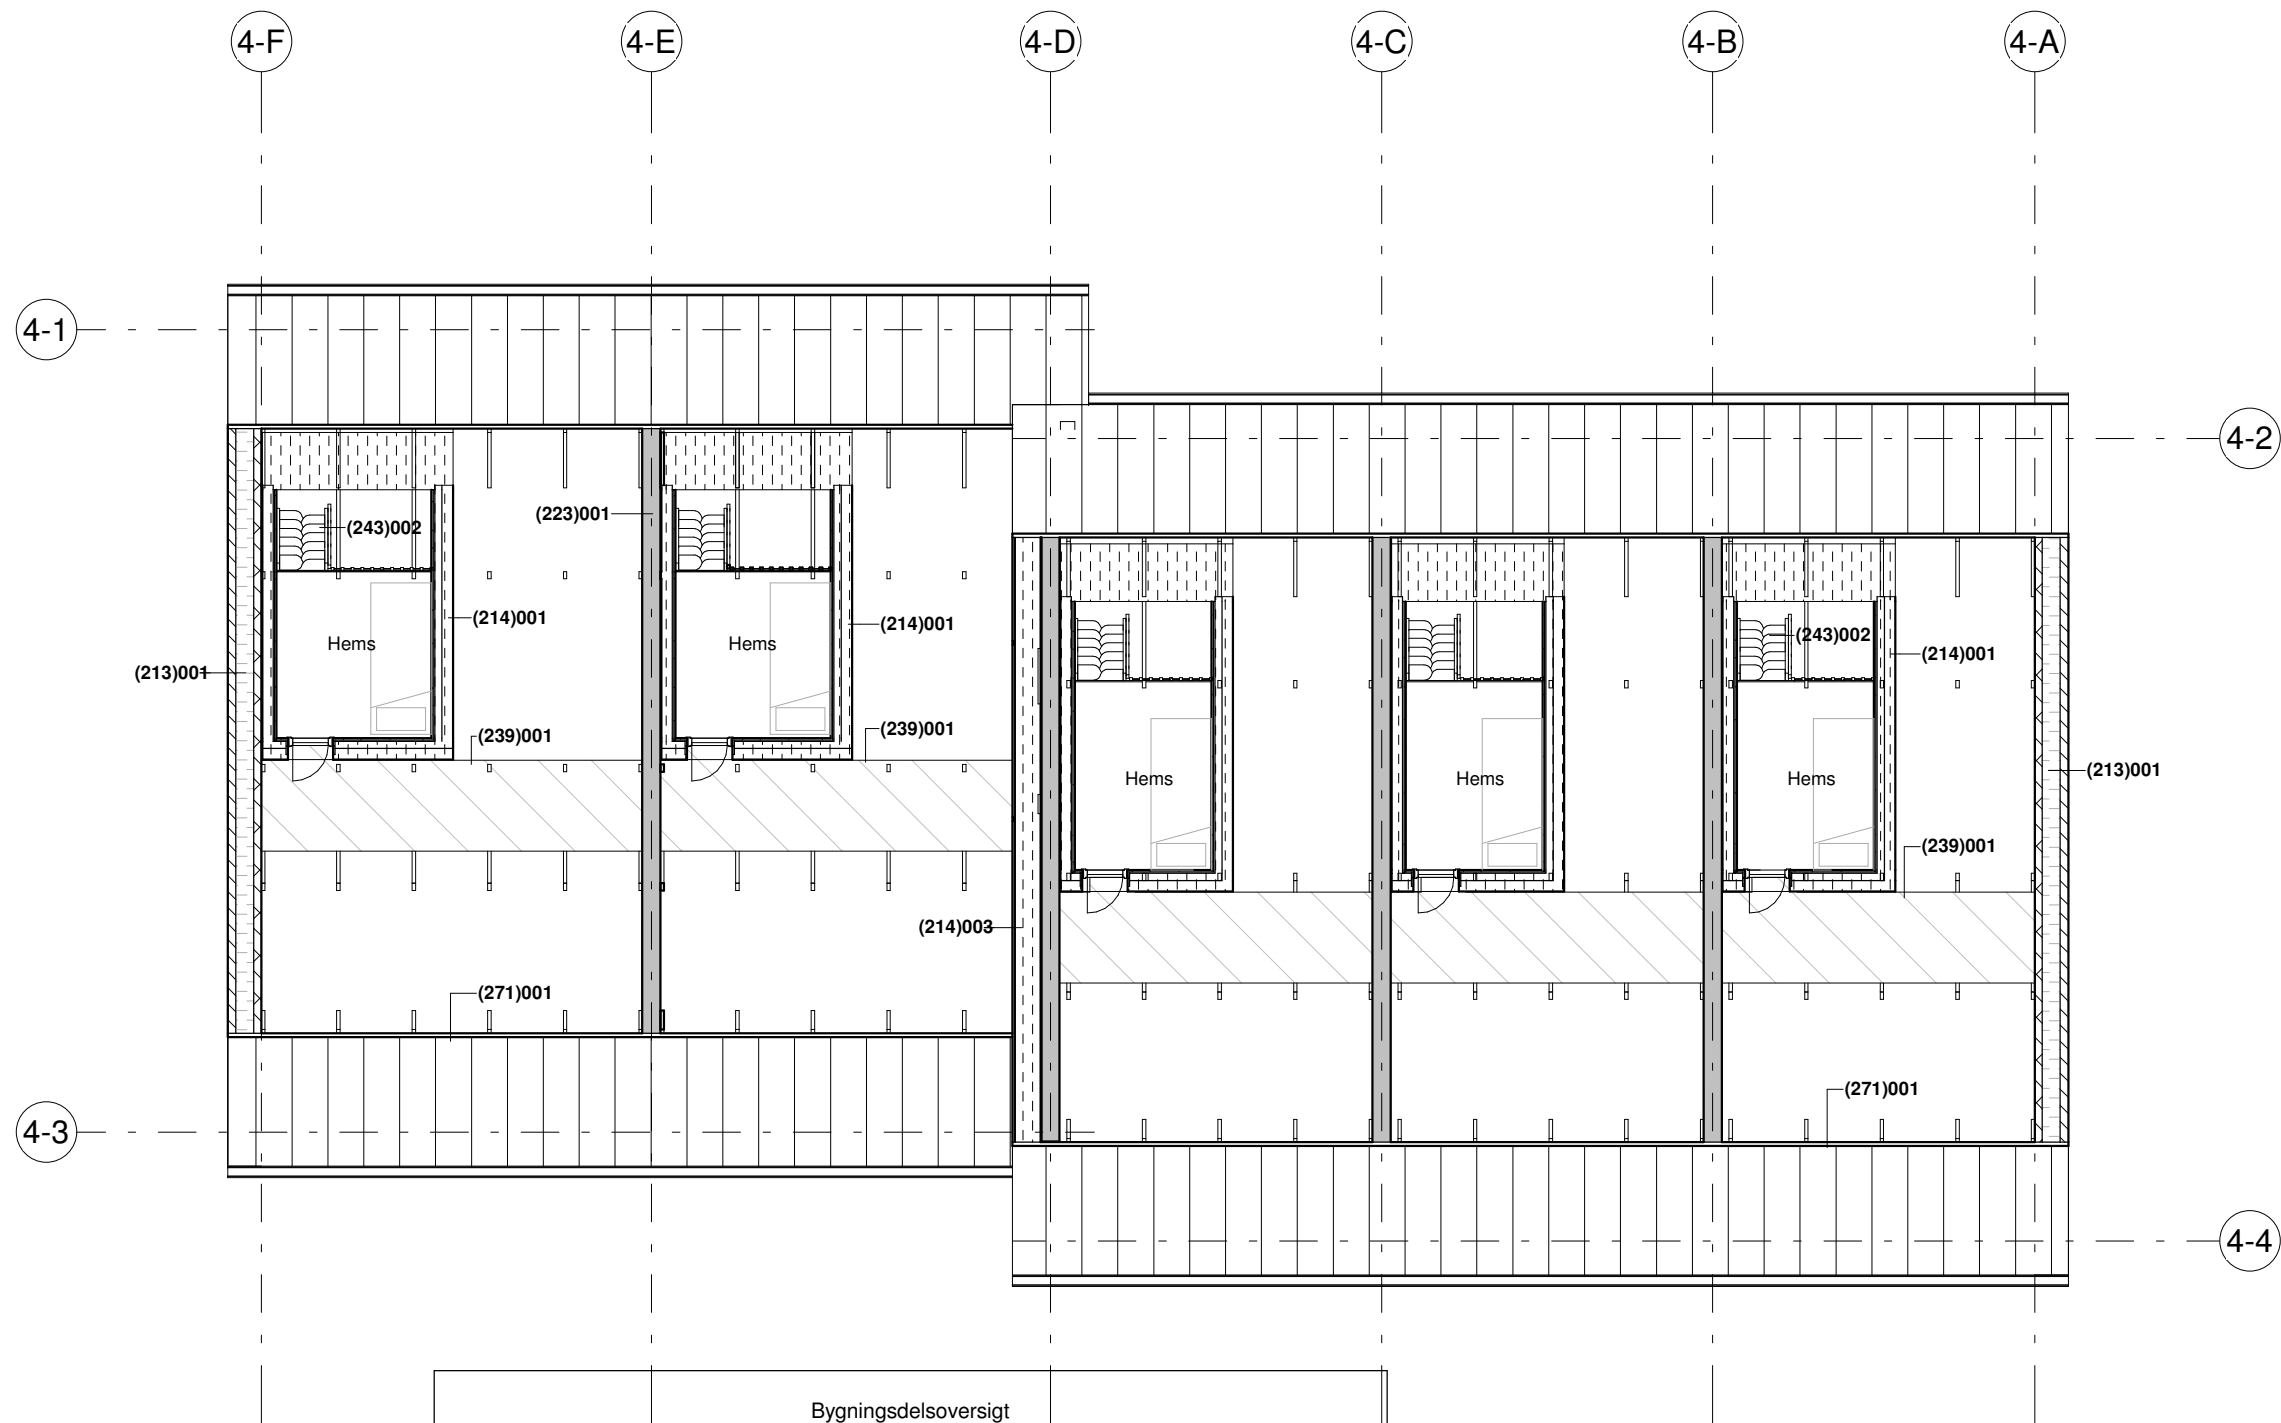 4-F
4-E
4-D
4-C
4-B
4-A
4-1
4-2
(243)002
(223)001
(214)001
(214)001
(243)002
Hems
Hems
(214)001
(213)001
(239)001
(239)001
Hems
Hems
Hems
(213)001
(239)001
(214)003
(271)001
(271)001
4-3
4-4
Bygningsdelsoversigt